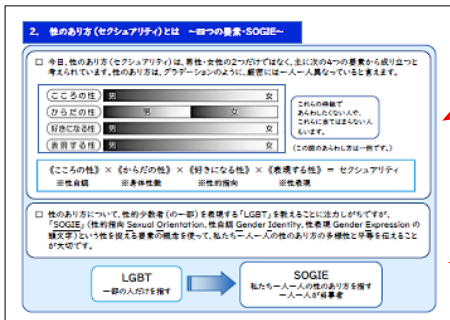 2. 性のあり方(セクシュアリティ)とは ~四つの要素・SOGIE~
□ 今日、性のあり方(セクシュアリティ)は、男性・女性の2つだけではなく、主に次の4つの要素から成り立つと
考えられています。性のあり方は、グラデーションのように、厳密には一人一人異なっていると言えます。
こころの性 男 女
からだの性 男 女
好きになる性 男 女
表現する性 男 女
これらの枠組で
あらわしたくない人や、
これらに当てはまらない人
もいます。
(この図のあらわし方は一例です。)
《こころの性》 × 《からだの性》 × 《好きになる性》 × 《表現する性》 = セクシュアリティ
※性自認 ※身体性徴 ※性的指向 ※性表現
□ 性のあり方について、性的少数者(の一部)を表現する「LGBT」を教えることに注力しがちですが、
「SOGIE」(性的指向 Sexual Orientation、性自認 Gender Identity、性表現 Gender Expression の
頭文字)という性を捉える要素の概念を使って、私たち一人一人の性のあり方の多様性と平等を伝えること
が大切です。
LGBT
一部の人だけを指す
SOGIE
私たち一人一人の性のあり方を指す
一人一人が当事者